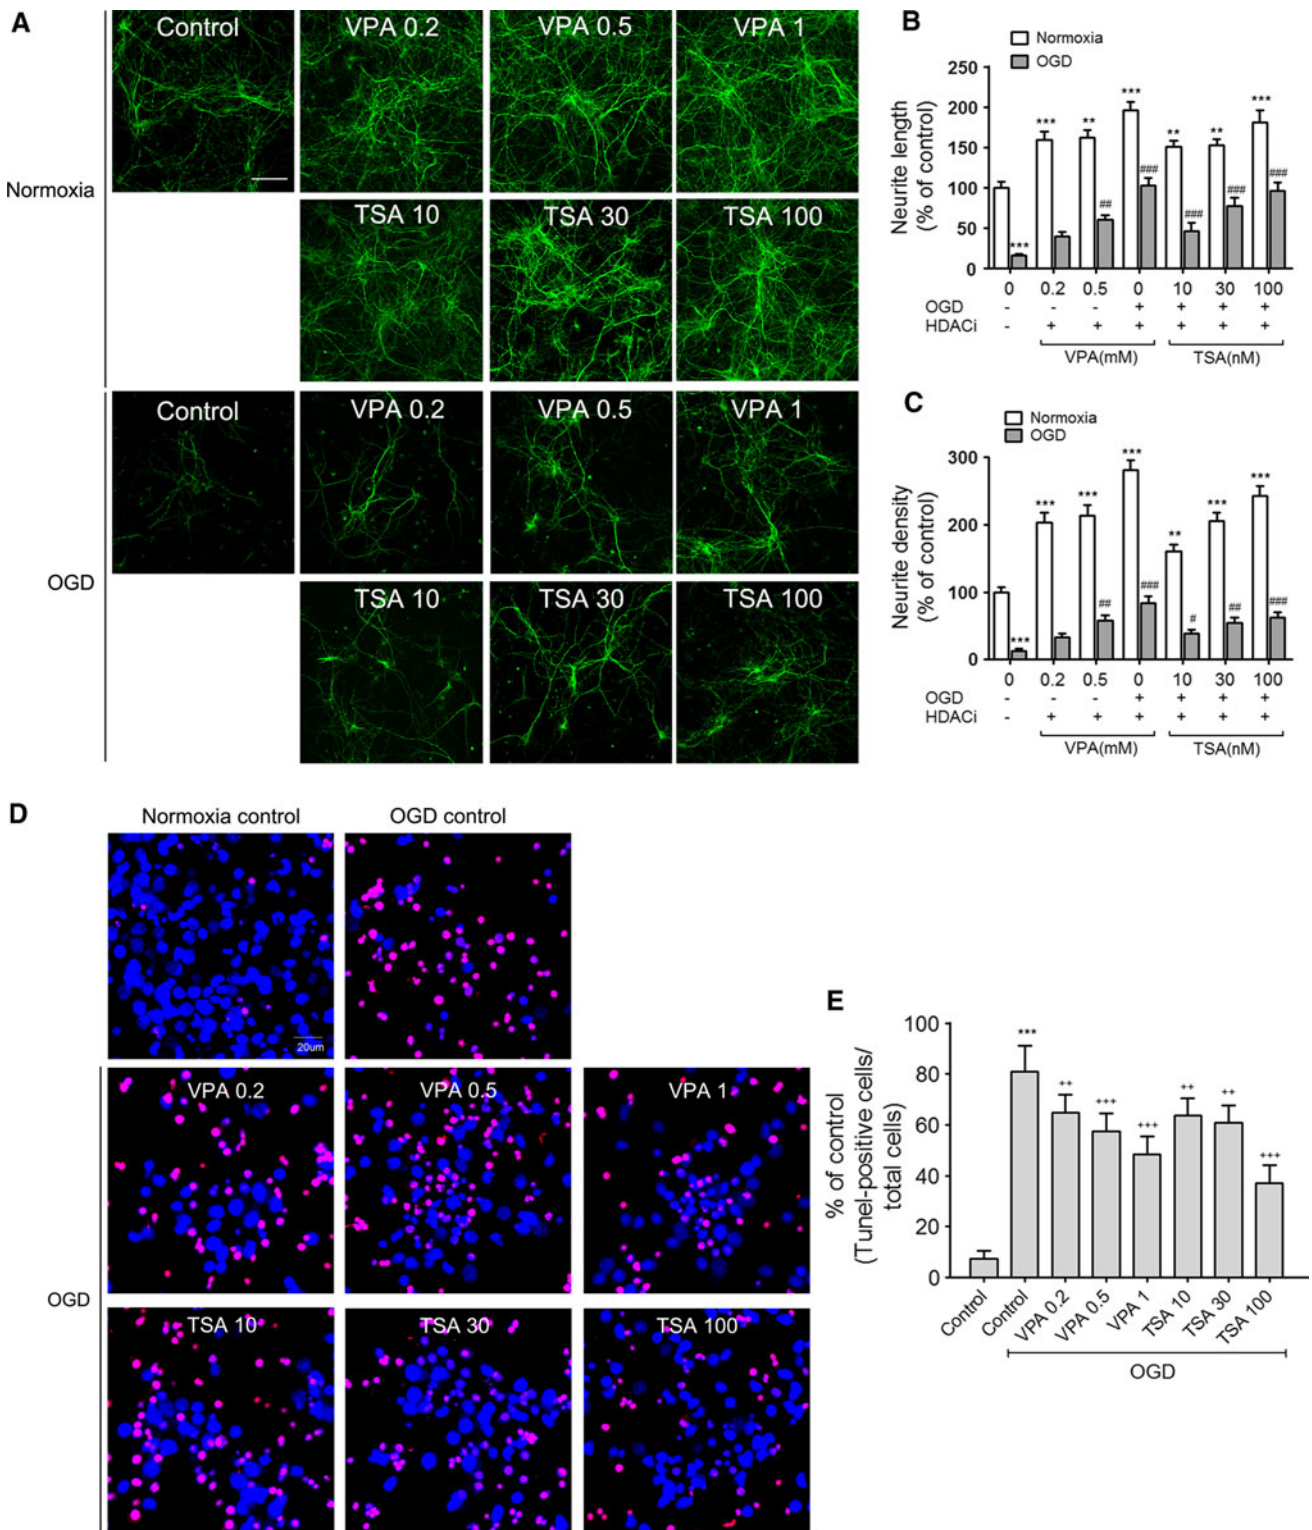 A
Control
VPA 0.2
VPA 0.5
VPA 1
Normoxia
TSA 10
TSA 30
TSA 100
Control
VPA 0.2
VPA 0.5
VPA 1
OGD
TSA 10
TSA 30
TSA 100
B
Normoxia
OGD
Neurite length
(% of control)
250
200
150
100
50
0
***
***
**
##
***
###
**
###
**
###
***
###
0 0.2 0.5 0 10 30 100
OGD - - - + + + +
HDACi - + + + + + +
VPA(mM) TSA(nM)
C
Normoxia
OGD
Neurite density
(% of control)
300
200
100
0
***
***
***
##
***
###
**
#
***
##
***
###
0 0.2 0.5 0 10 30 100
OGD - - - + + + +
HDACi - + + + + + +
VPA(mM) TSA(nM)
D
Normoxia control
OGD control
20um
VPA 0.2
VPA 0.5
VPA 1
OGD
TSA 10
TSA 30
TSA 100
E
% of control
(Tunel-positive cells/
total cells)
100
80
60
40
20
0
***
++
+++
+++
++
++
+++
Control
Control
VPA 0.2
VPA 0.5
VPA 1
TSA 10
TSA 30
TSA 100
OGD